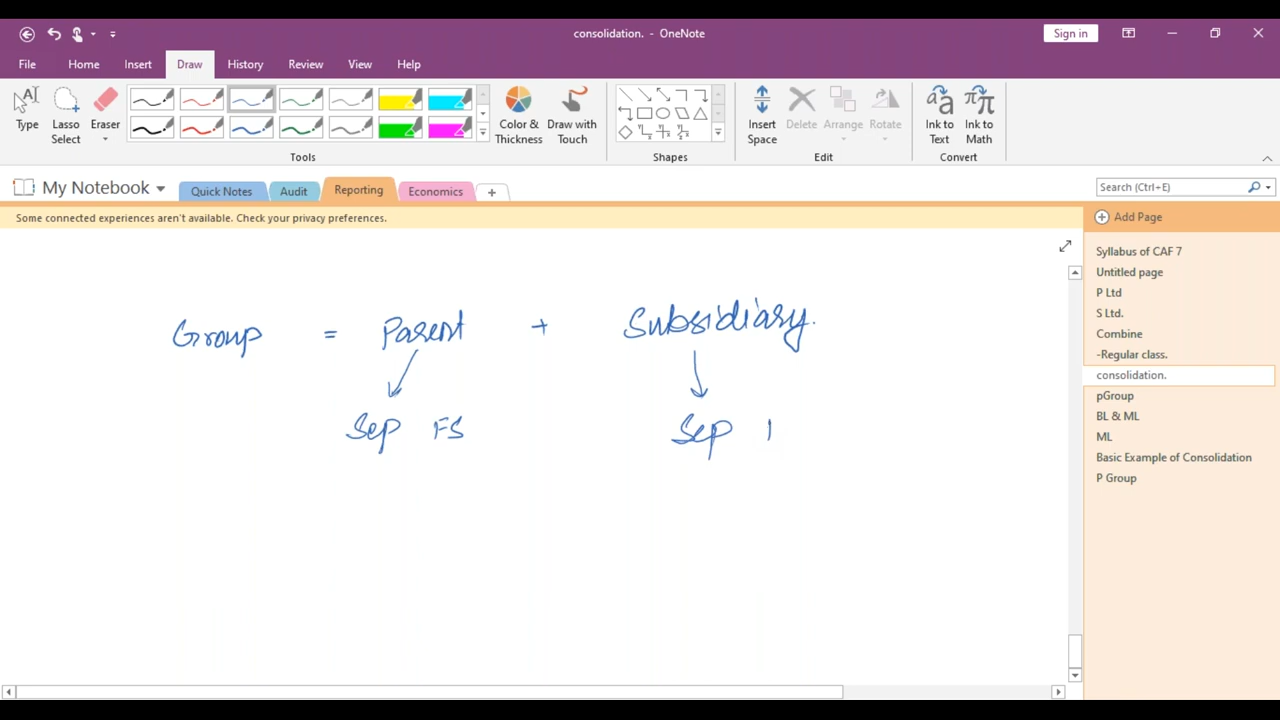 consolidation. - OneNote
Sign in
File Home Insert Draw History Review View Help
Type
Lasso Select
Eraser
Color & Thickness
Draw with Touch
Insert Space
Delete
Arrange
Rotate
Ink to Text
Ink to Math
Tools
Shapes
Edit
Convert
My Notebook
Quick Notes Audit Reporting Economics
Search (Ctrl+E)
Some connected experiences aren't available. Check your privacy preferences.
Add Page
Syllabus of CAF 7
Untitled page
P Ltd
S Ltd.
Combine
-Regular class.
consolidation.
pGroup
BL & ML
ML
Basic Example of Consolidation
P Group
Group = Parent + Subsidiary.
Sep FS Sep